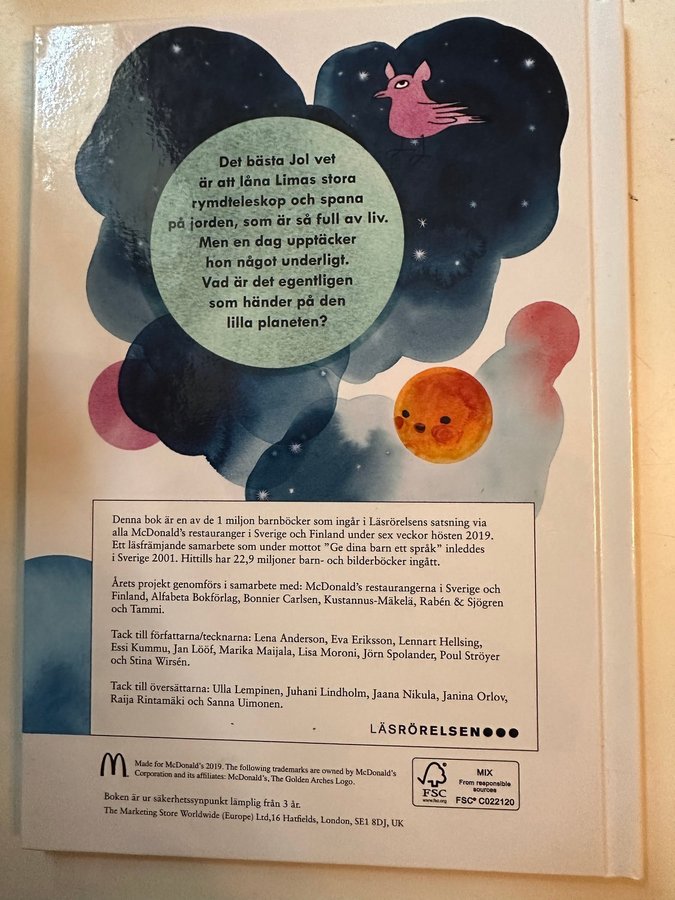 Det bästa Jol vet
är att låna Limas stora
rymdteleskop och spana
på jorden, som är så full av liv.
Men en dag upptäcker
hon något underligt.
Vad är det egentligen
som händer på den
lilla planeten?
Denna bok är en av de 1 miljon barnböcker som ingår i Läsrörelsens satsning via
alla McDonald's restauranger i Sverige och Finland under sex veckor hösten 2019.
Ett läsfrämjande samarbete som under mottot "Ge dina barn ett språk" inleddes
i Sverige 2001. Hittills har 22,9 miljoner barn- och bilderböcker ingått.
Årets projekt genomförs i samarbete med: McDonald's restaurangerna i Sverige och
Finland, Alfabeta Bokförlag, Bonnier Carlsen, Kustannus-Mäkelä, Rabén & Sjögren
och Tammi.
Tack till författarna/tecknarna: Lena Anderson, Eva Eriksson, Lennart Hellsing,
Essi Kummu, Jan Lööf, Marika Maijala, Lisa Moroni, Jörn Spolander, Poul Ströyer
och Stina Wirsén.
Tack till översättarna: Ulla Lempinen, Juhani Lindholm, Jaana Nikula, Janina Orlov,
Raija Rintamäki och Sanna Uimonen.
LÄSRÖRELSEN
Made for McDonald's 2019. The following trademarks are owned by McDonald's
Corporation and its affiliates: McDonald's, The Golden Arches Logo.
Boken är ur säkerhetssynpunkt lämplig från 3 år.
The Marketing Store Worldwide (Europe) Ltd,16 Hatfields, London, SE1 8DJ, UK
FSC
www.fsc.org
MIX
From responsible
sources
FSC® C022120